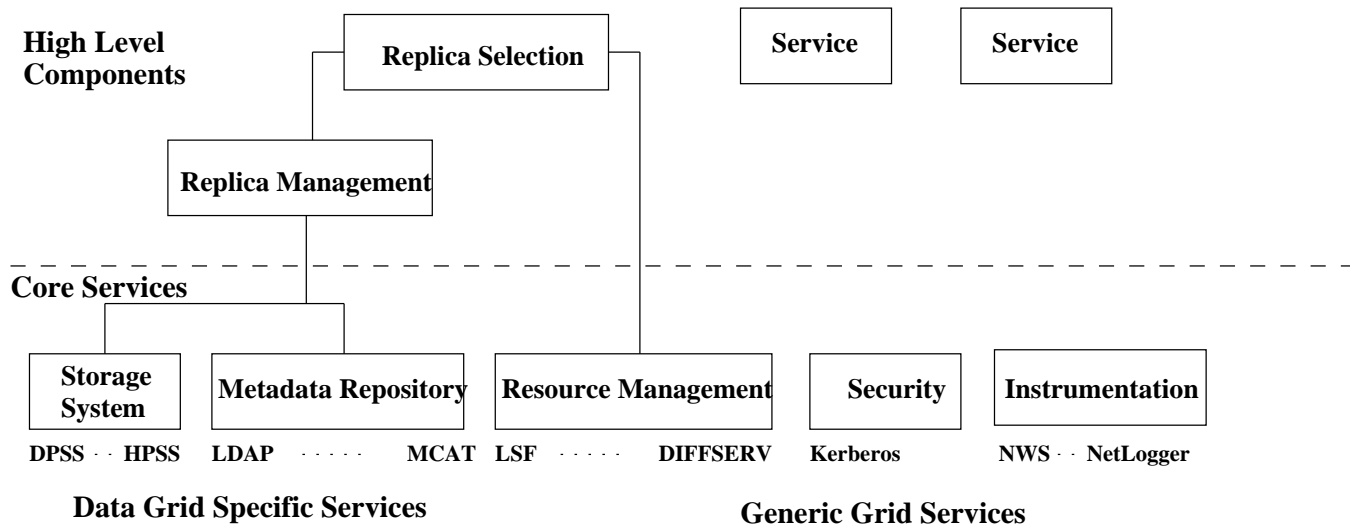 High Level
Components
Replica Selection
Service
Service
Replica Management
Core Services
Storage
System
Metadata Repository
Resource Management
Security
Instrumentation
DPSS · · HPSS
LDAP · · · · · MCAT
LSF · · · · · DIFFSERV
Kerberos
NWS · · NetLogger
Data Grid Specific Services
Generic Grid Services